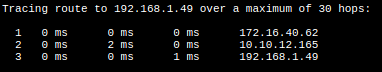 Tracing route to 192.168.1.49 over a maximum of 30 hops:
1 0 ms 0 ms 0 ms 172.16.40.62
2 0 ms 2 ms 0 ms 10.10.12.165
3 0 ms 0 ms 1 ms 192.168.1.49